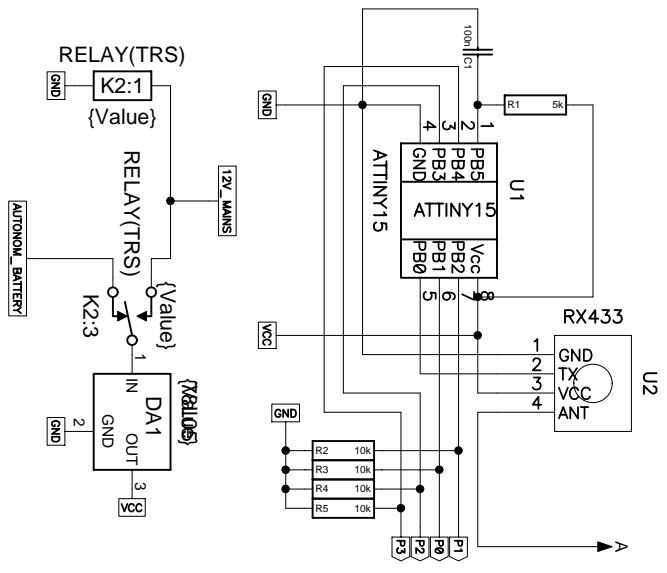 RELAY(TRS)
K2:1
{Value}
GND
12V_MAINS
AUTONOM_BATTERY
RELAY(TRS)
{Value}
K2:3
1
IN
DA1
GND
OUT
2
GND
3
VCC
100n
C1
R1
5k
GND
4
3
2
1
GND
PB3
PB4
PB5
ATTINY15
ATTINY15
U1
PB0
PB1
PB2
Vcc
5
6
7
8
VCC
RX433
U2
1
GND
2
TX
3
VCC
4
ANT
A
GND
R2
10k
R3
10k
R4
10k
R5
10k
P3
P2
P0
P1